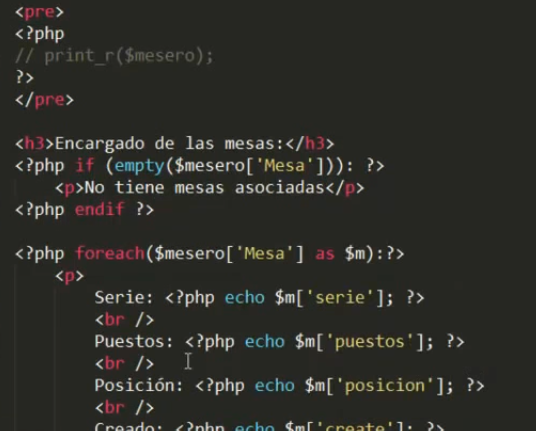 <pre>
<?php
// print_r($mesero);
?>
</pre>
<h3>Encargado de las mesas:</h3>
<?php if (empty($mesero['Mesa'])): ?>
<p>No tiene mesas asociadas</p>
<?php endif ?>
<?php foreach($mesero['Mesa'] as $m):?>
<p>
Serie: <?php echo $m['serie']; ?>
<br />
Puestos: <?php echo $m['puestos']; ?>
<br />
Posición: <?php echo $m['posicion']; ?>
<br />
Creado: <?php echo $m['create']; ?>